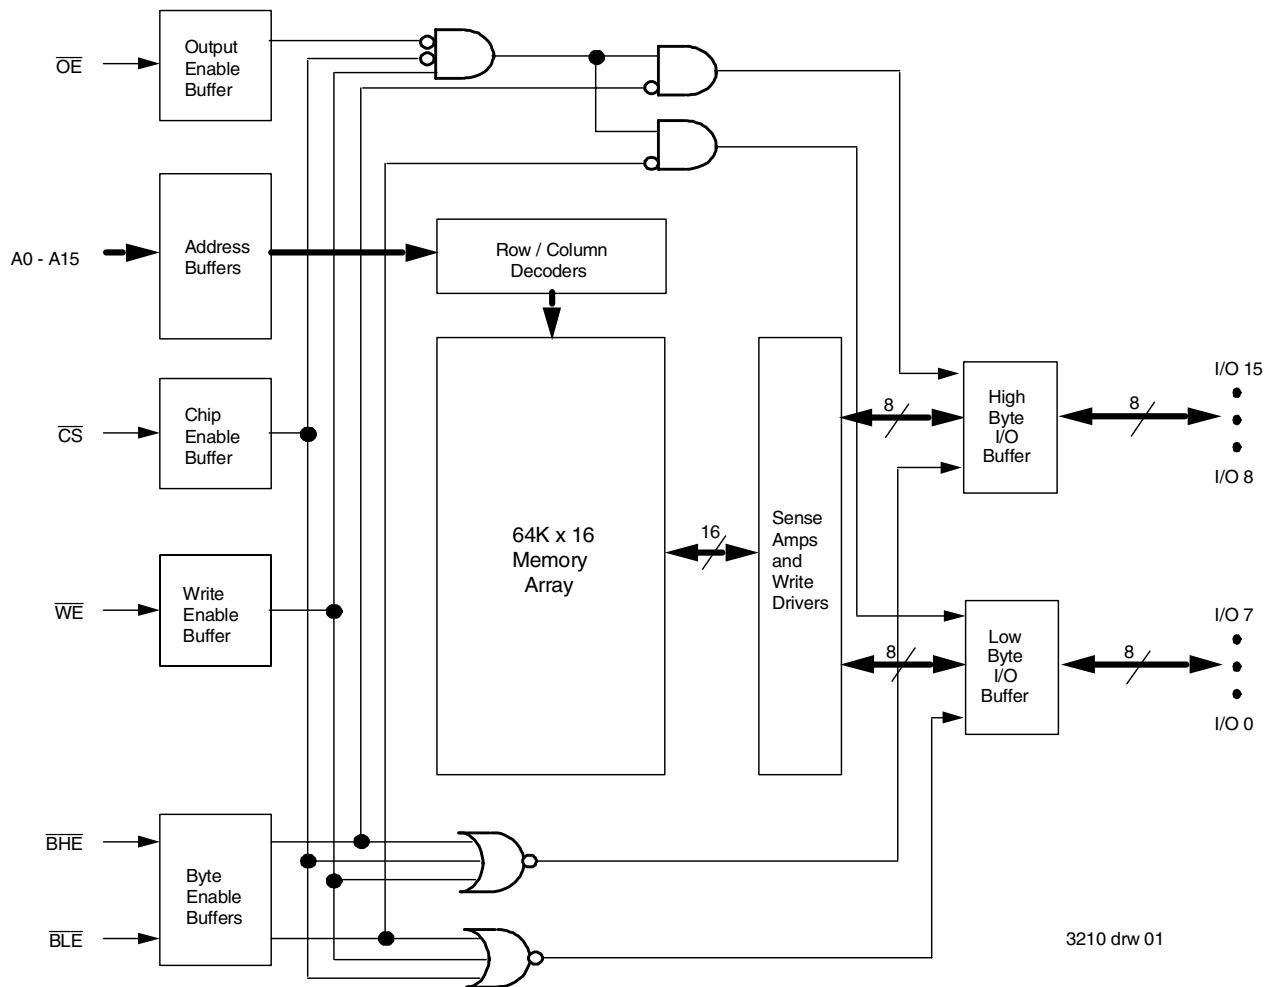 OE
Output
Enable
Buffer
A0 - A15
Address
Buffers
Row / Column
Decoders
CS
Chip
Enable
Buffer
WE
Write
Enable
Buffer
64K x 16
Memory
Array
16
Sense
Amps
and
Write
Drivers
8
High
Byte
I/O
Buffer
8
I/O 15
I/O 8
8
Low
Byte
I/O
Buffer
8
I/O 7
I/O 0
BHE
BLE
Byte
Enable
Buffers
3210 drw 01